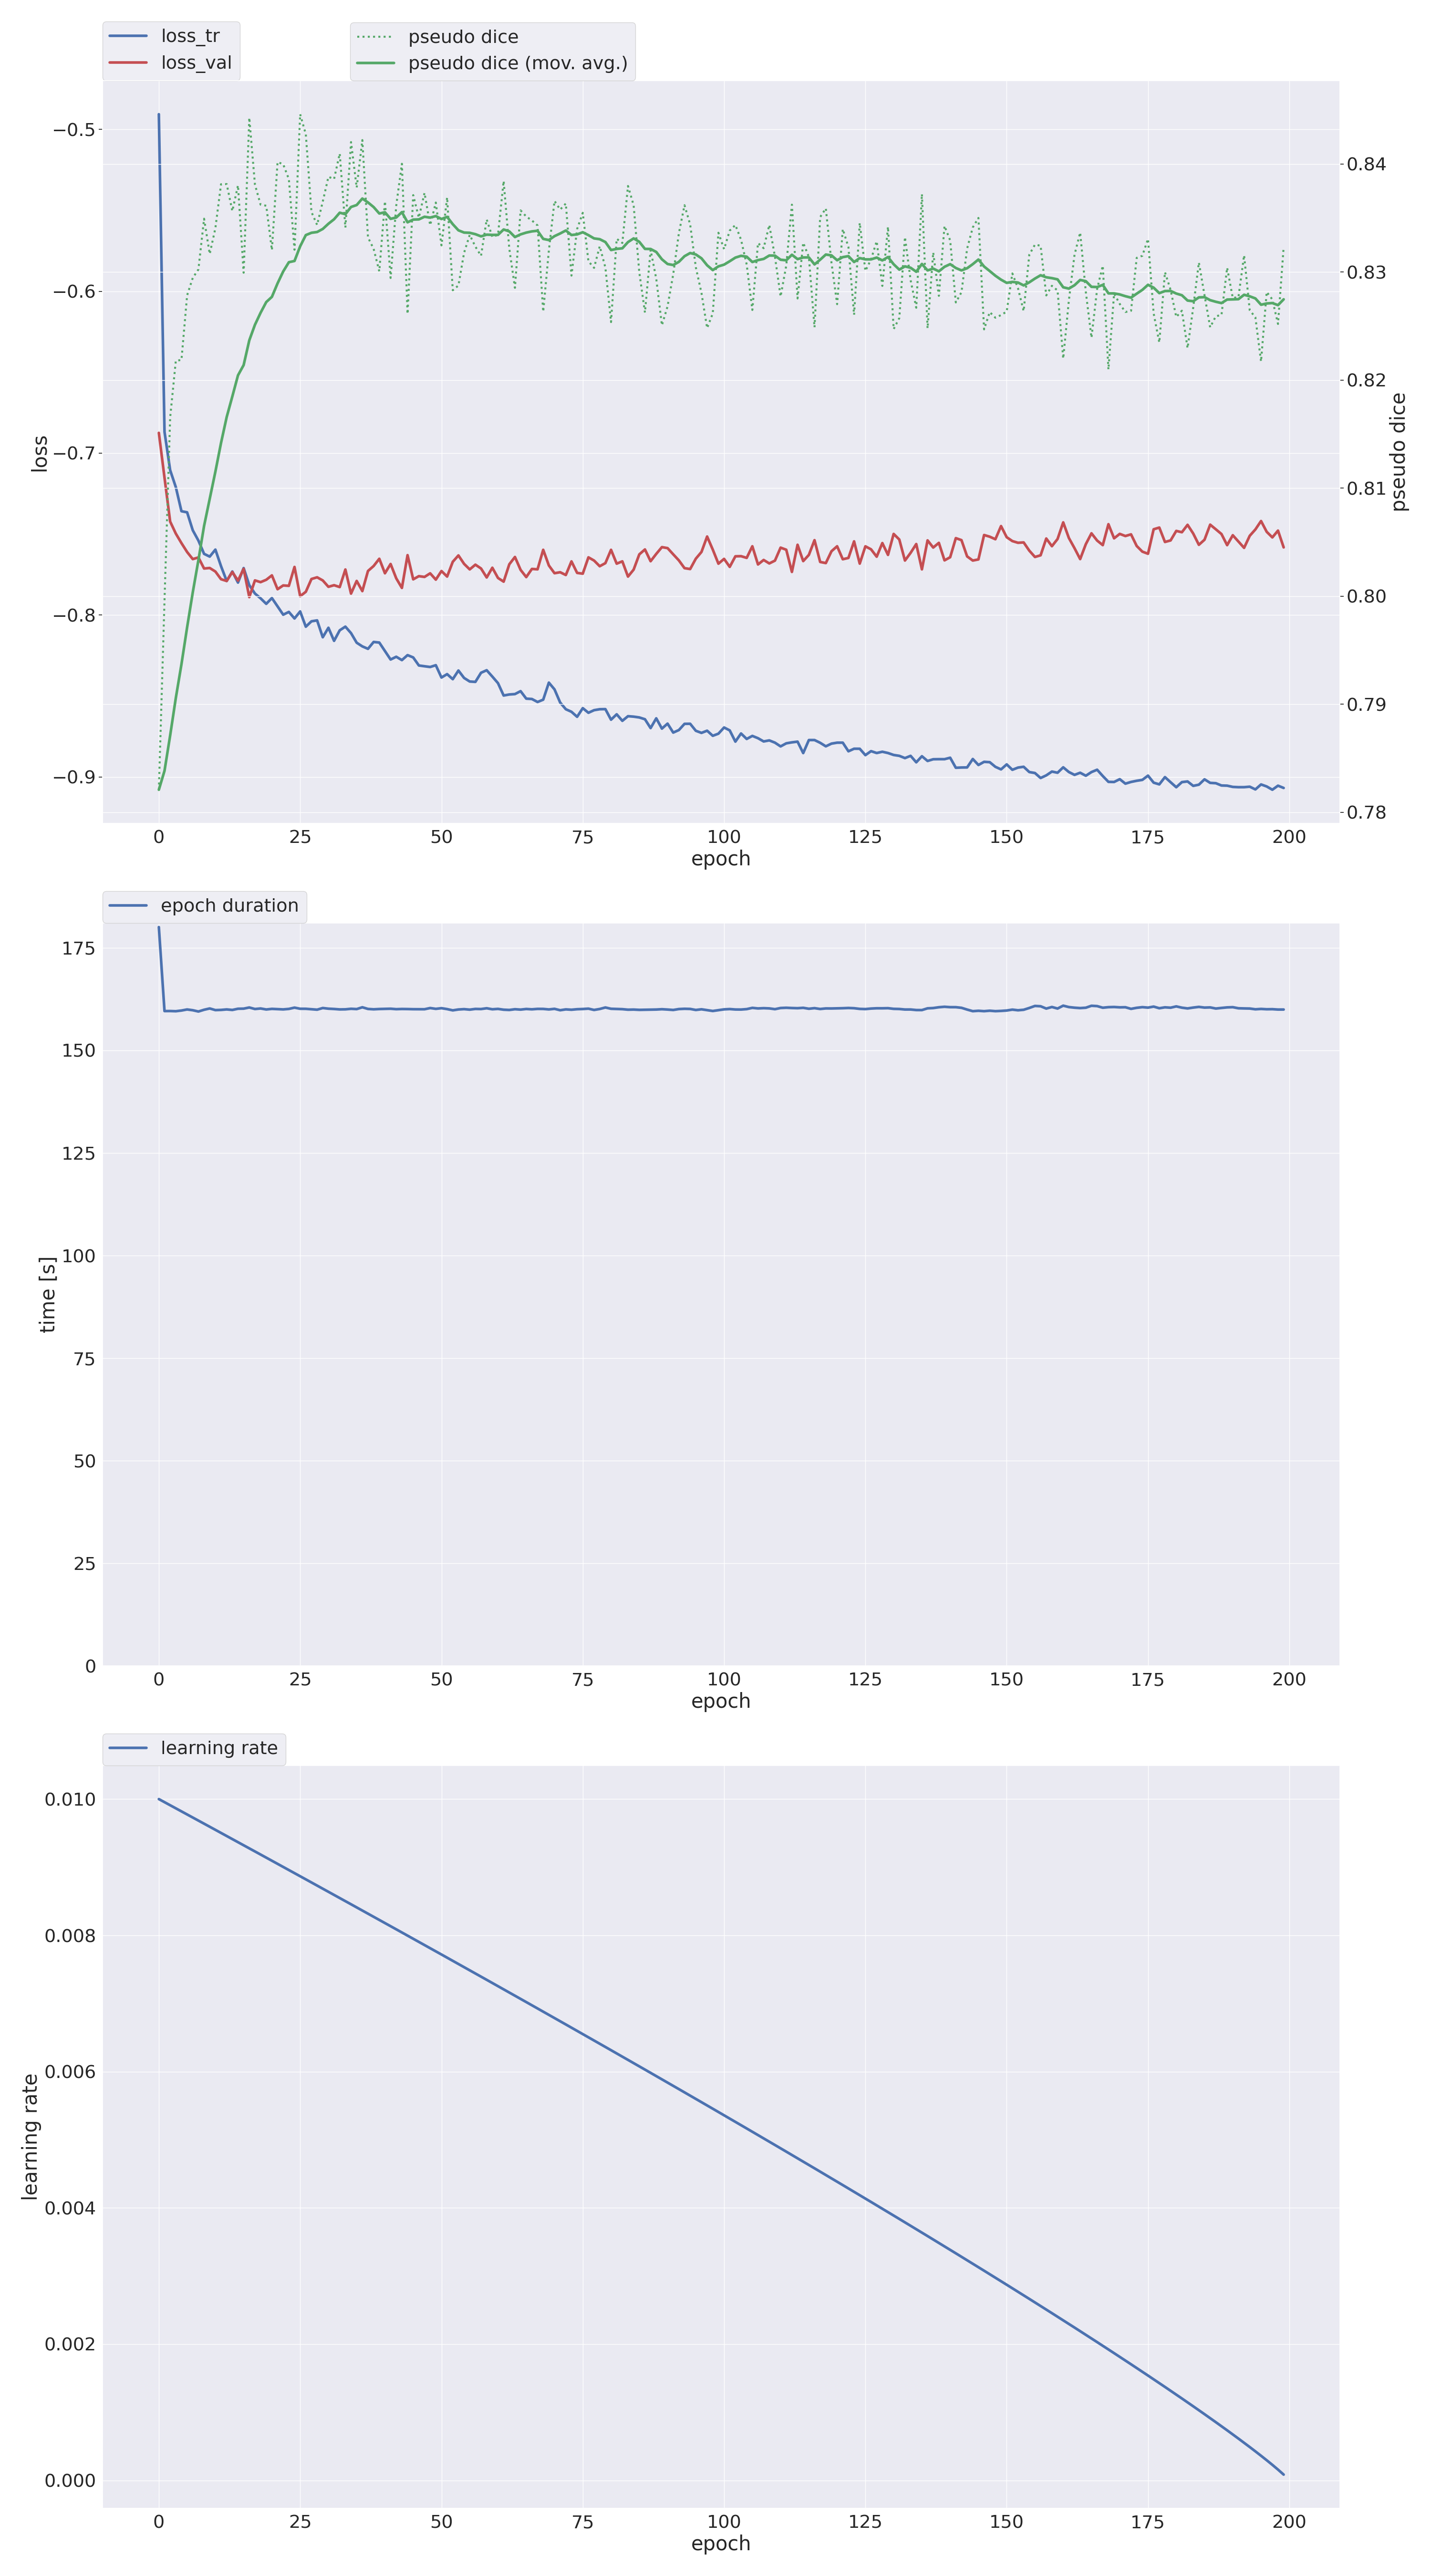 loss_tr
loss_val
pseudo dice
pseudo dice (mov. avg.)
−0.5
−0.6
−0.7
−0.8
−0.9
loss
0.84
0.83
0.82
0.81
0.80
0.79
0.78
pseudo dice
0 25 50 75 100 125 150 175 200
epoch
epoch duration
175
150
125
100
75
50
25
0
time [s]
0 25 50 75 100 125 150 175 200
epoch
learning rate
0.010
0.008
0.006
0.004
0.002
0.000
learning rate
0 25 50 75 100 125 150 175 200
epoch